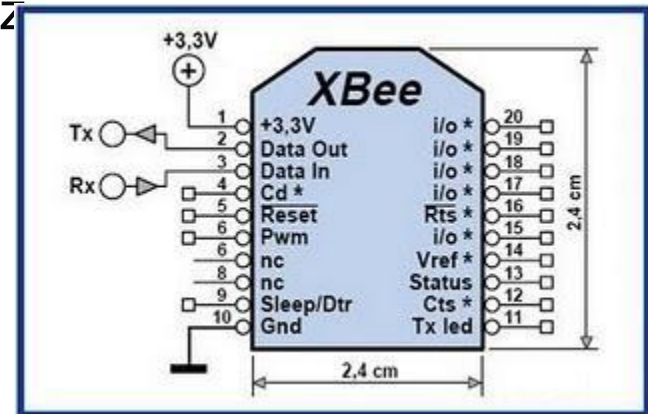 Z
+3,3V
XBee
1 +3,3V i/o * 20
Tx 2 Data Out i/o * 19
Rx 3 Data In i/o * 18
4 Cd * i/o * 17
5 Reset Rts * 16
6 Pwm i/o * 15
6 nc Vref * 14
8 nc Status 13
9 Sleep/Dtr Cts * 12
10 Gnd Tx led 11
2,4 cm
2,4 cm